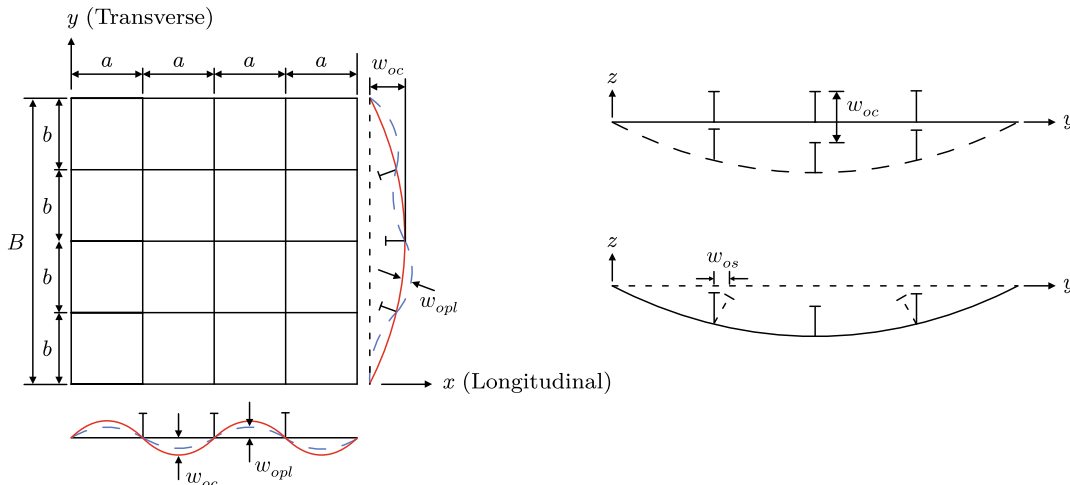 y (Transverse)
a a a a
w_oc
b
b
B
b
b
w_opl
x (Longitudinal)
w_oc
w_opl
z
w_oc
y
z
w_os
y